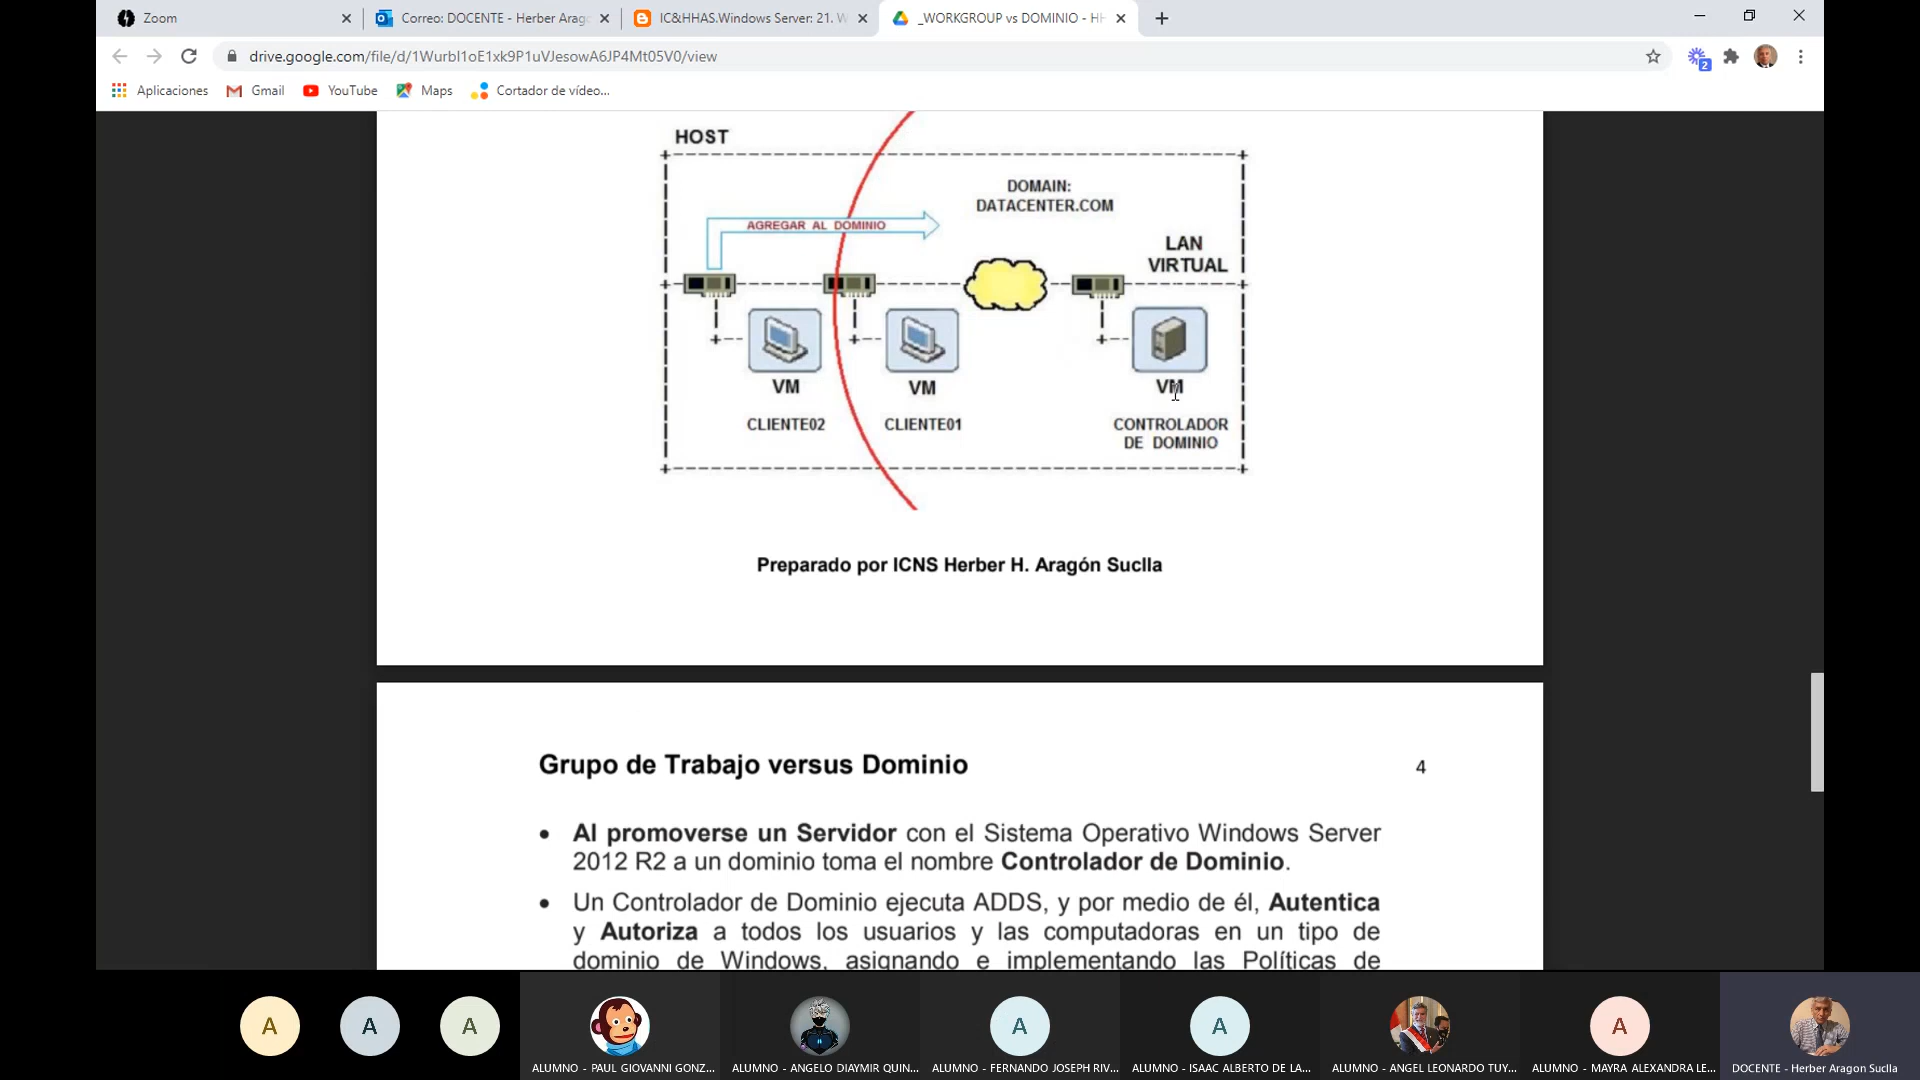 Zoom
Correo: DOCENTE - Herber Arag
IC&HHAS.Windows Server: 21. W
_WORKGROUP vs DOMINIO - HH
drive.google.com/file/d/1Wurbl1oE1xk9P1uVJesowA6JP4Mt05V0/view
2
Aplicaciones
Gmail
YouTube
Maps
Cortador de vídeo...
HOST
DOMAIN:
DATACENTER.COM
AGREGAR AL DOMINIO
LAN
VIRTUAL
VM
VM
VM
CLIENTE02
CLIENTE01
CONTROLADOR
DE DOMINIO
Preparado por ICNS Herber H. Aragón Suclla
Grupo de Trabajo versus Dominio
4
• Al promoverse un Servidor con el Sistema Operativo Windows Server
2012 R2 a un dominio toma el nombre Controlador de Dominio.
• Un Controlador de Dominio ejecuta ADDS, y por medio de él, Autentica
y Autoriza a todos los usuarios y las computadoras en un tipo de
dominio de Windows, asignando e implementando las Políticas de
A
A
A
A
A
A
ALUMNO - PAUL GIOVANNI GONZ...
ALUMNO - ANGELO DIAYMIR QUIN...
ALUMNO - FERNANDO JOSEPH RIV...
ALUMNO - ISAAC ALBERTO DE LA...
ALUMNO - ANGEL LEONARDO TUY...
ALUMNO - MAYRA ALEXANDRA LE...
DOCENTE - Herber Aragon Suclla